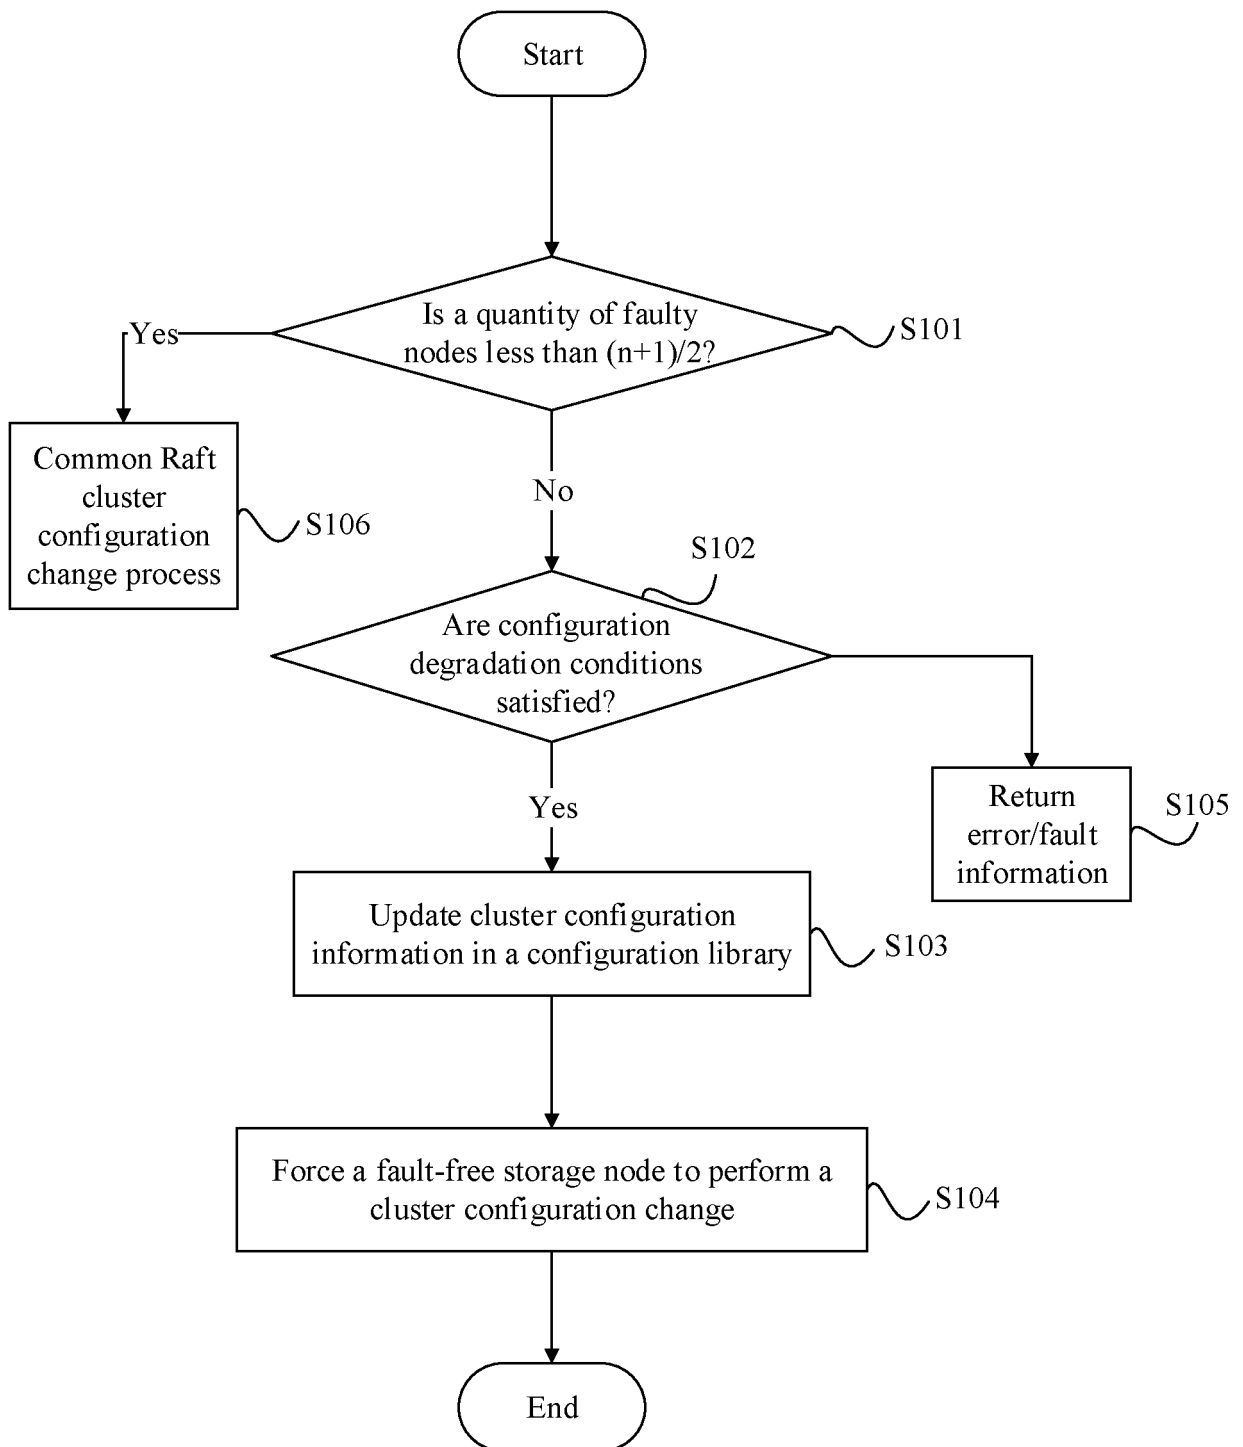 Start
Is a quantity of faulty
nodes less than (n+1)/2?
S101
Yes
Common Raft
cluster
configuration
change process
S106
No
S102
Are configuration
degradation conditions
satisfied?
Yes
Return
error/fault
information
S105
Update cluster configuration
information in a configuration library
S103
Force a fault-free storage node to perform a
cluster configuration change
S104
End